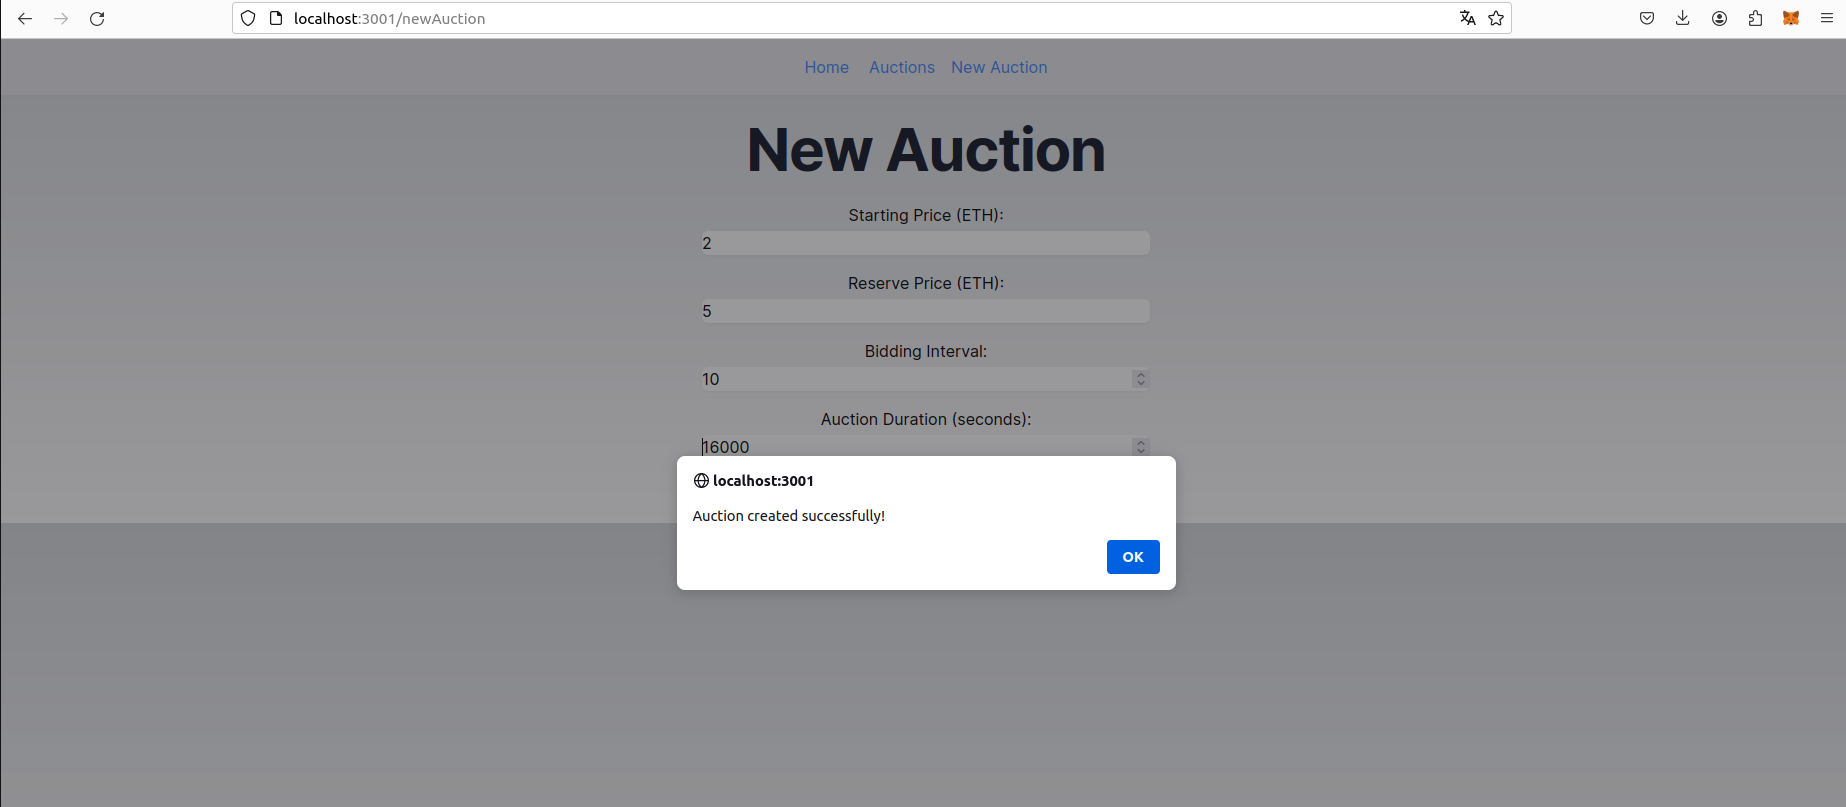 localhost:3001/newAuction
Home Auctions New Auction
New Auction
Starting Price (ETH):
2
Reserve Price (ETH):
5
Bidding Interval:
10
Auction Duration (seconds):
16000
localhost:3001
Auction created successfully!
OK